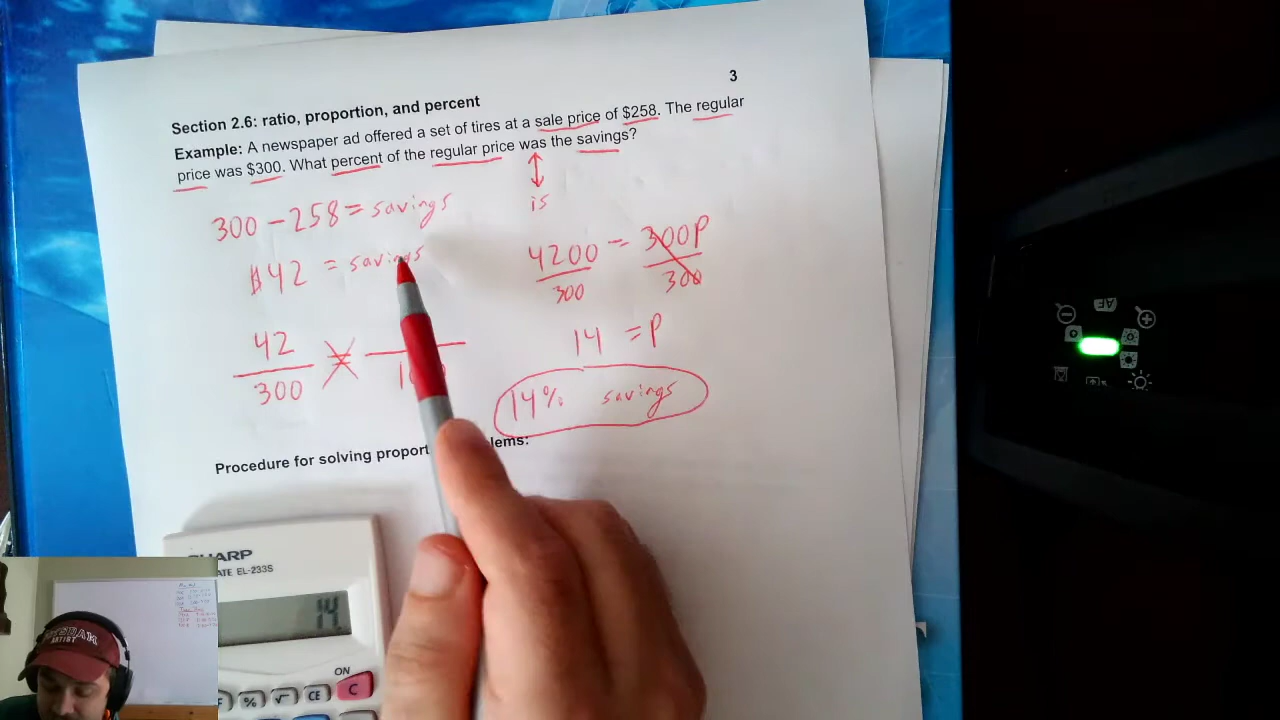 3
Section 2.6: ratio, proportion, and percent
Example: A newspaper ad offered a set of tires at a sale price of $258. The regular
price was $300. What percent of the regular price was the savings?
is
300 - 258 = savings
$42 = savings
42
300
=
4200 = 300P
300 300
14 = P
14% savings
Procedure for solving
SHARP
EL-233S
14
ON
% √ CE C
AF